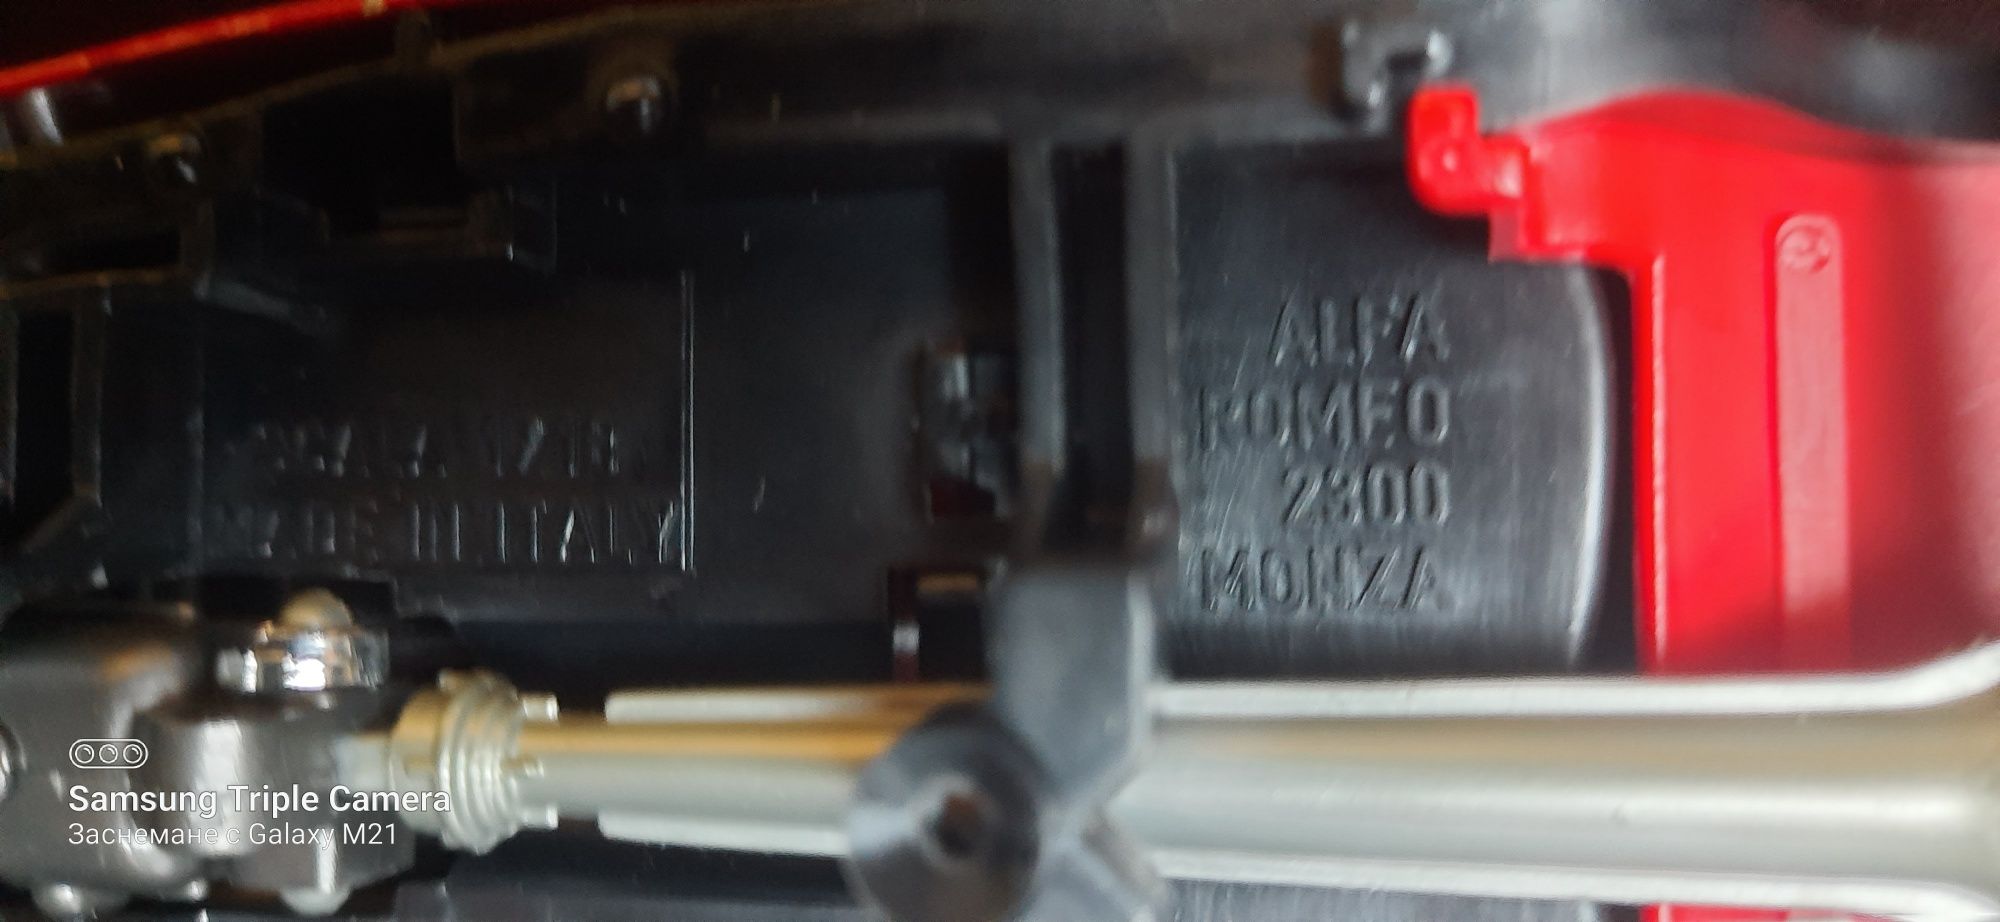 SCALA 1/18
MADE IN ITALY
ALFA
ROMEO
2300
MONZA
Samsung Triple Camera
Заснемане с Galaxy M21